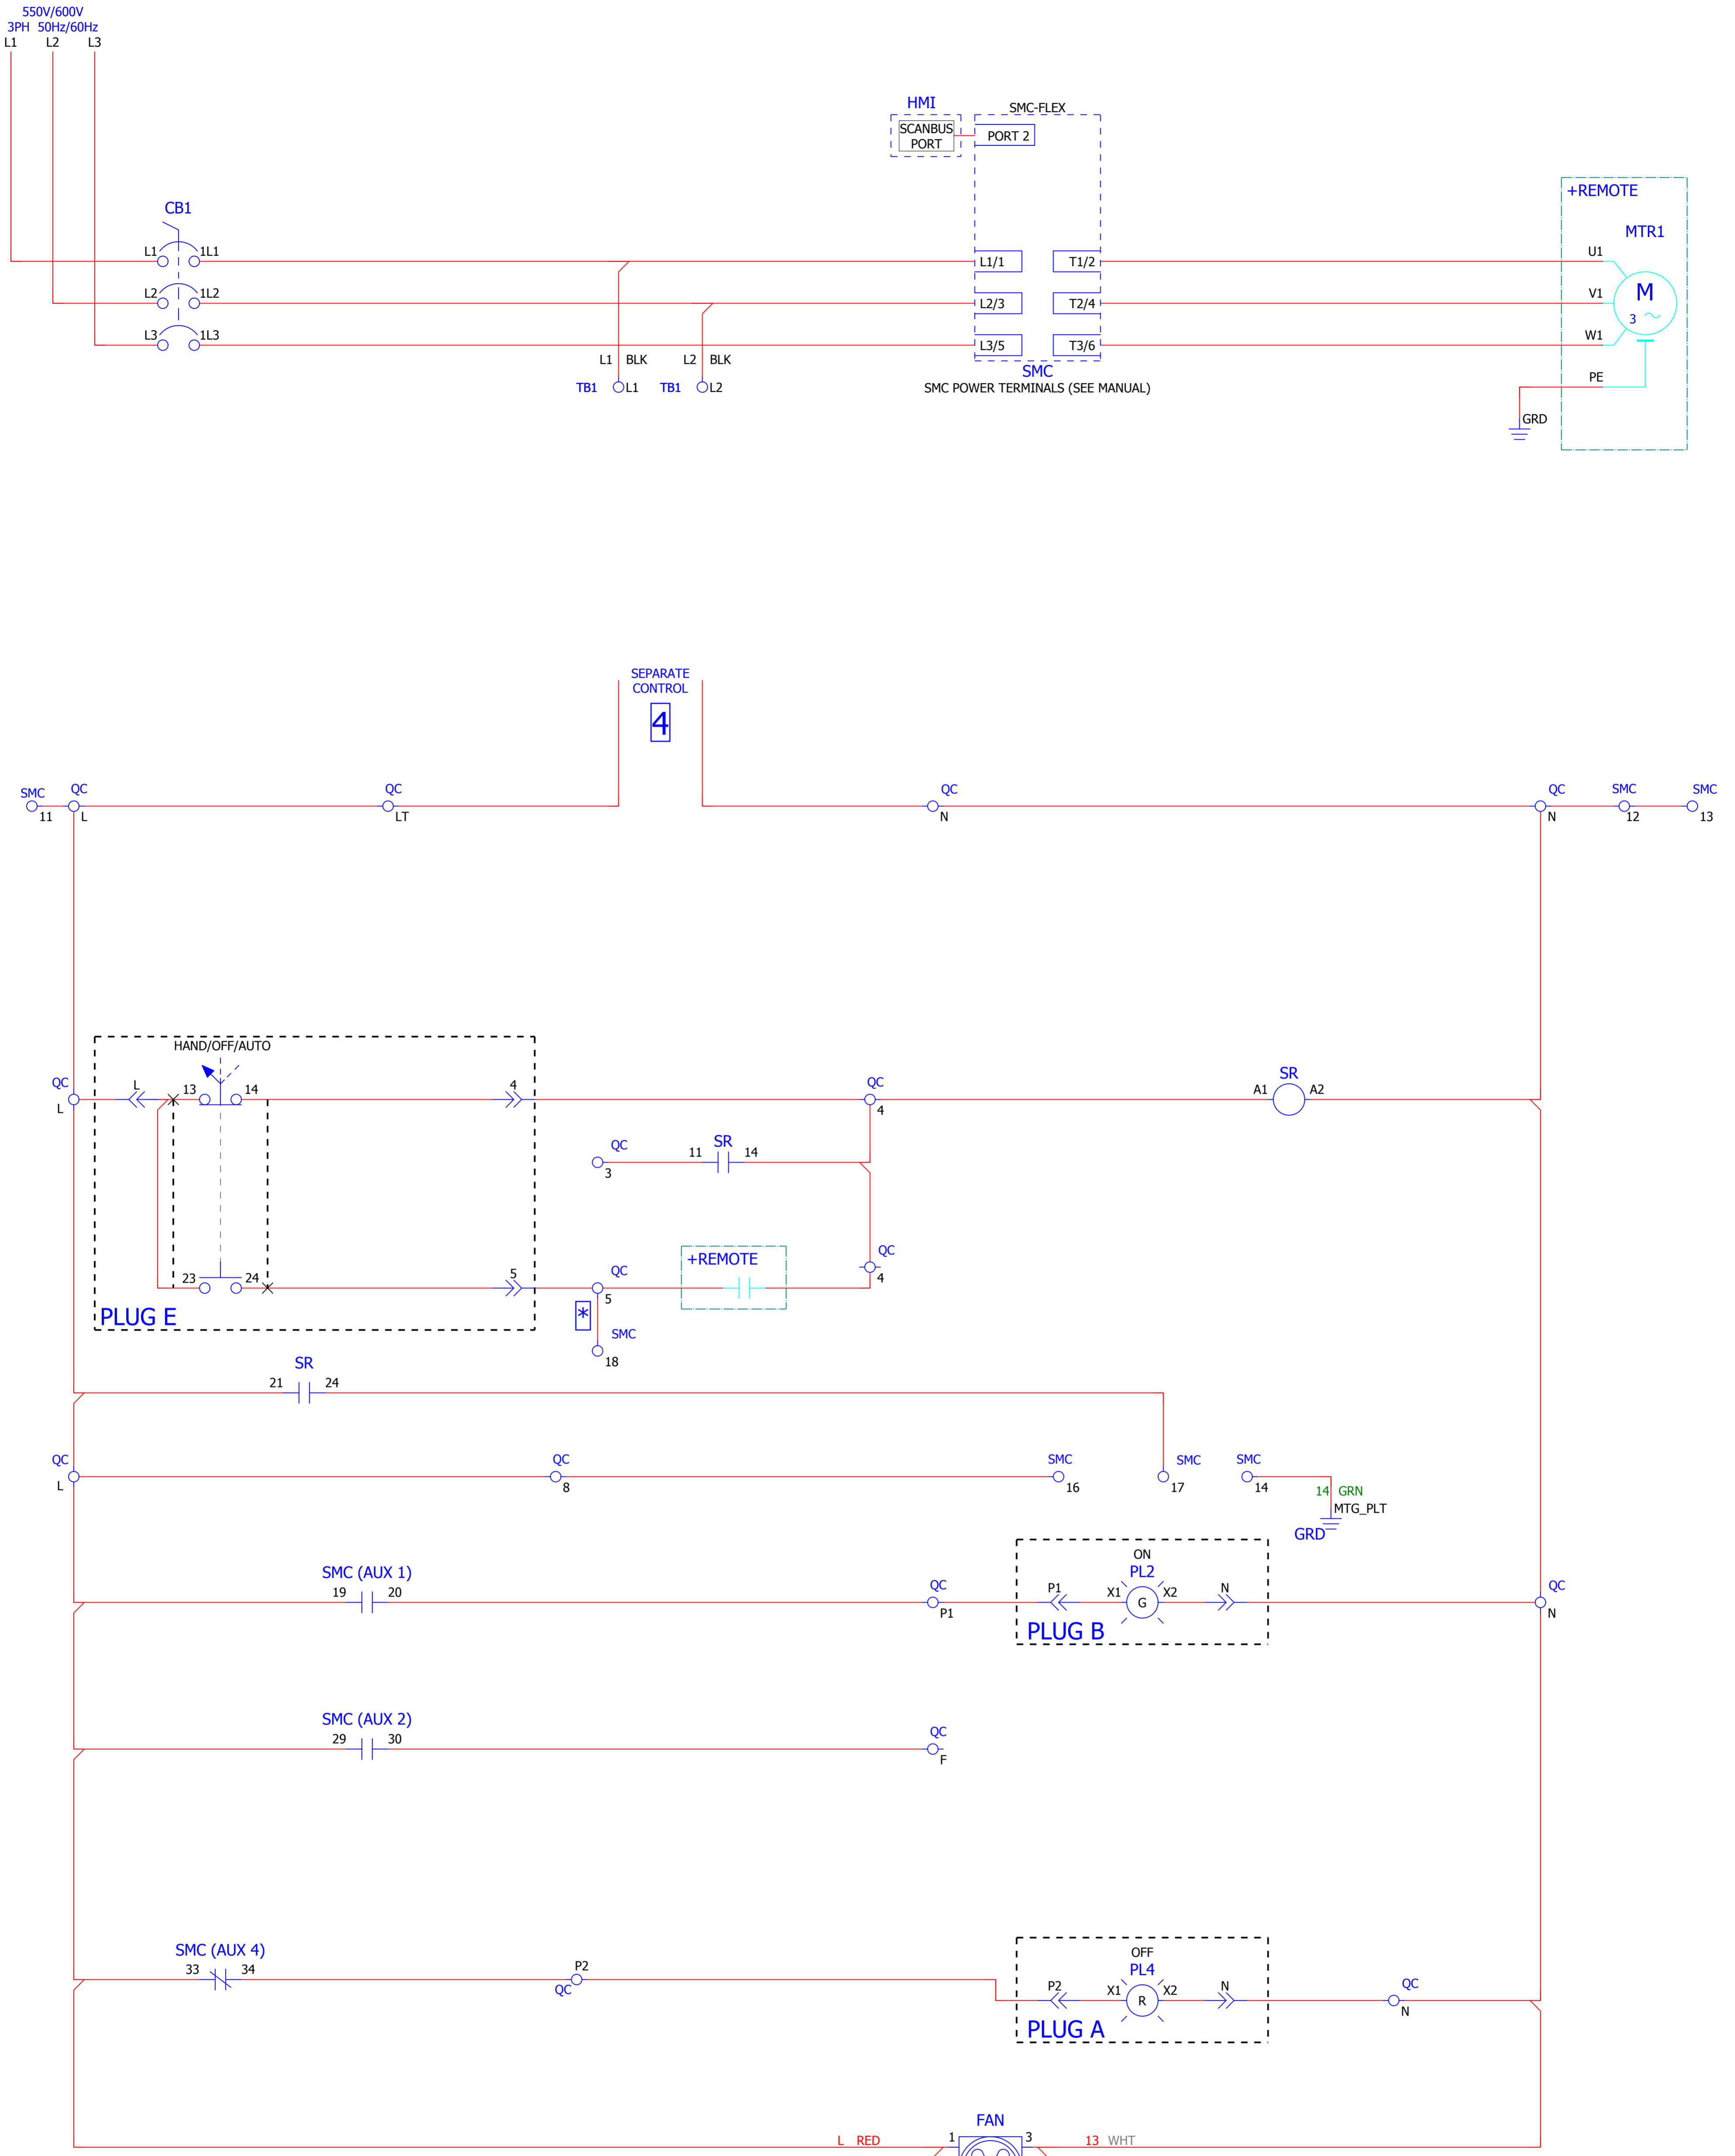 550V/600V
3PH 50Hz/60Hz
L1 L2 L3
HMI
SMC-FLEX
SCANBUS
PORT
PORT 2
+REMOTE
MTR1
CB1
L1 1L1
L1/1 T1/2
U1
L2 1L2
L2/3 T2/4
V1
M
3
L3 1L3
L3/5 T3/6
W1
L1 BLK L2 BLK
SMC
PE
TB1 L1 TB1 L2
SMC POWER TERMINALS (SEE MANUAL)
GRD
SEPARATE
CONTROL
4
SMC QC QC QC QC SMC SMC
11 L LT N N 12 13
HAND/OFF/AUTO
QC L 13 14 4 QC A1 SR A2
L 4
QC 11 SR 14
3
+REMOTE
QC
4
23 24 5 QC
5
PLUG E
*
SMC
18
SR
21 24
QC QC SMC SMC SMC
L 8 16 17 14
14 GRN
MTG_PLT
GRD
SMC (AUX 1)
19 20
ON
PL2
QC P1 X1 G X2 N QC
P1 N
PLUG B
SMC (AUX 2)
29 30
QC
F
SMC (AUX 4)
33 34
P2
QC
OFF
PL4
P2 X1 R X2 N QC
N
PLUG A
FAN
L RED 1 3 13 WHT